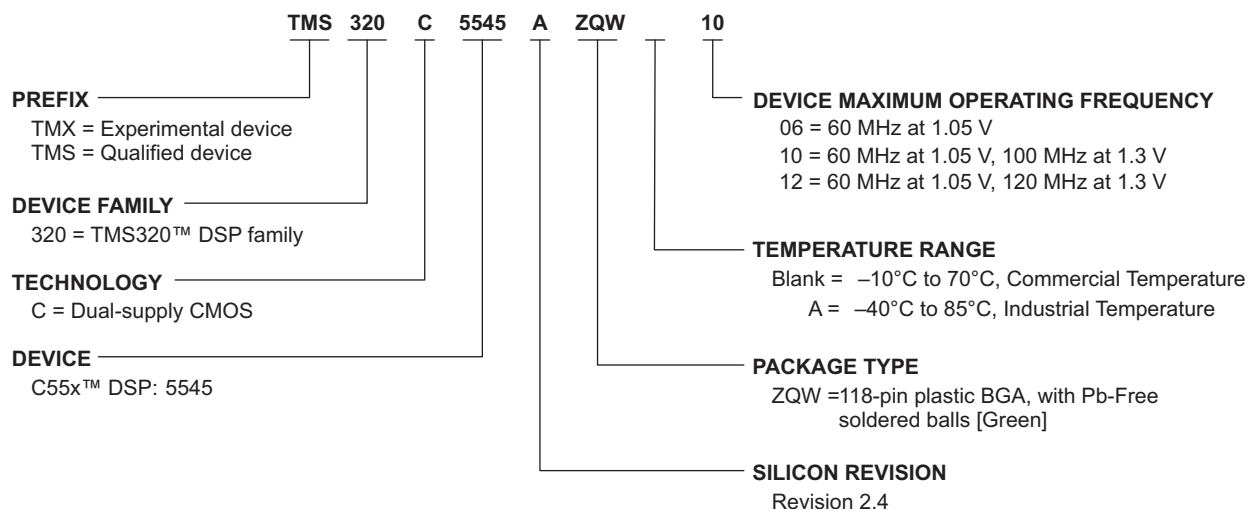 TMS 320 C 5545 A ZQW 10
PREFIX
TMX = Experimental device
TMS = Qualified device
DEVICE FAMILY
320 = TMS320™ DSP family
TECHNOLOGY
C = Dual-supply CMOS
DEVICE
C55x™ DSP: 5545
DEVICE MAXIMUM OPERATING FREQUENCY
06 = 60 MHz at 1.05 V
10 = 60 MHz at 1.05 V, 100 MHz at 1.3 V
12 = 60 MHz at 1.05 V, 120 MHz at 1.3 V
TEMPERATURE RANGE
Blank = –10°C to 70°C, Commercial Temperature
A = –40°C to 85°C, Industrial Temperature
PACKAGE TYPE
ZQW =118-pin plastic BGA, with Pb-Free
soldered balls [Green]
SILICON REVISION
Revision 2.4